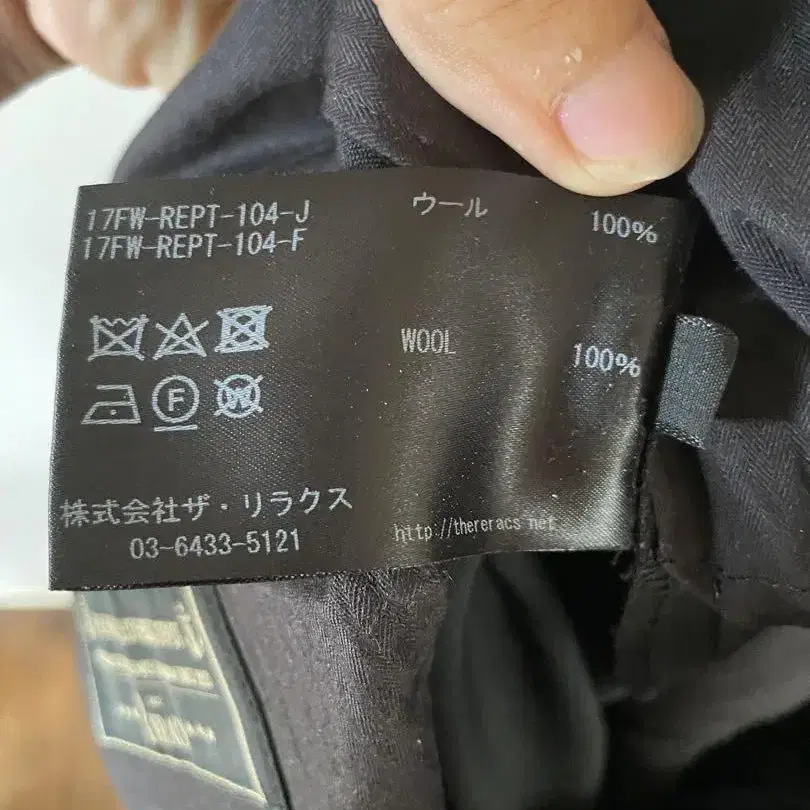 17FW-REPT-104-J
17FW-REPT-104-F
ウール 100%
WOOL 100%
F
W
株式会社ザ・リラクス
03-6433-5121
http://thereracs.net